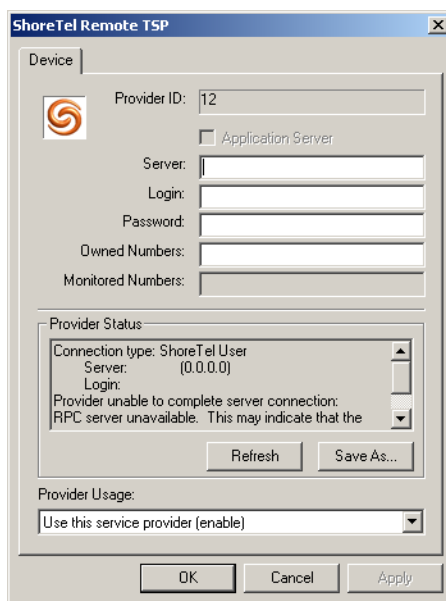 ShoreTel Remote TSP
Device
Provider ID: 12
Application Server
Server:
Login:
Password:
Owned Numbers:
Monitored Numbers:
Provider Status
Connection type: ShoreTel User
Server: (0.0.0.0)
Login:
Provider unable to complete server connection:
RPC server unavailable. This may indicate that the
Refresh Save As...
Provider Usage:
Use this service provider (enable)
OK Cancel Apply